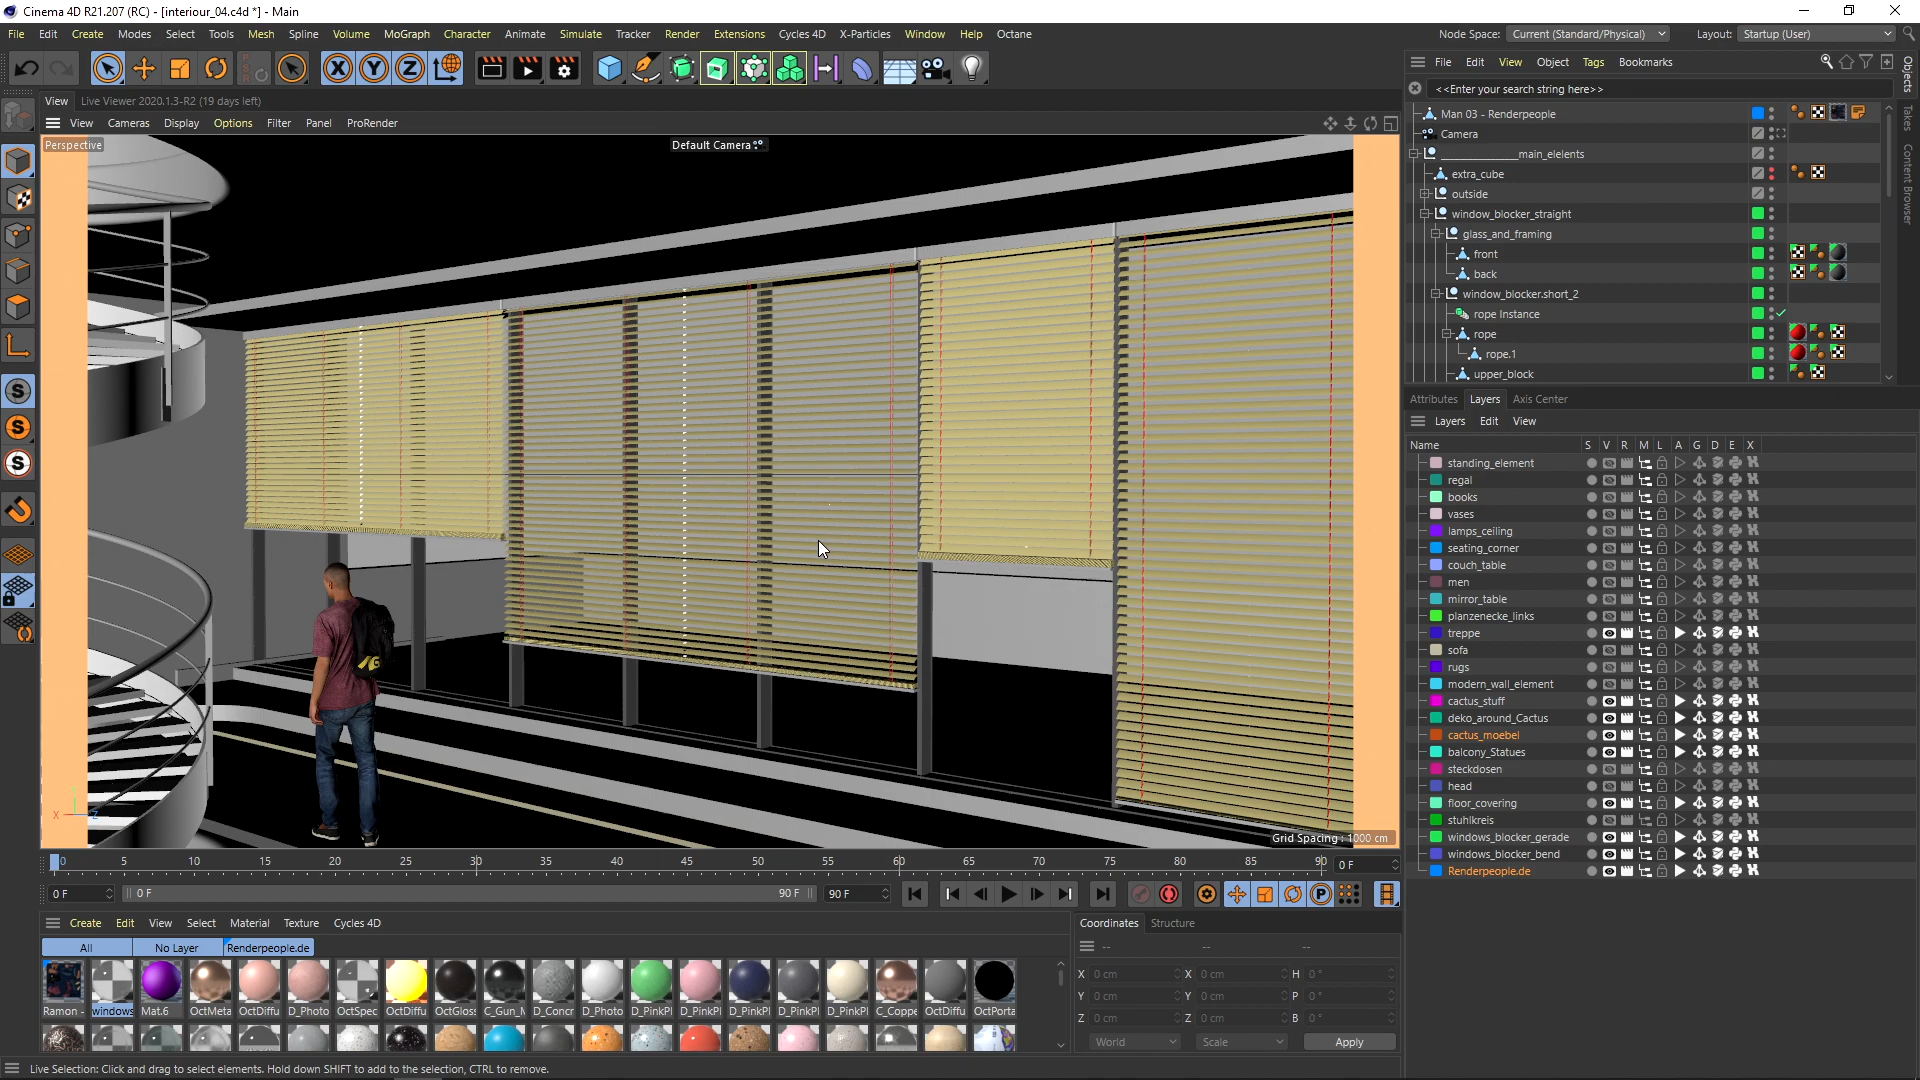 Cinema 4D R21.207 (RC) - [interiour_04.c4d *] - Main
File Edit Create Modes Select Tools Mesh Spline Volume MoGraph Character Animate Simulate Tracker Render Extensions Cycles 4D X-Particles Window Help Octane
Node Space: Current (Standard/Physical) Layout: Startup (User)
File Edit View Object Tags Bookmarks
View Live Viewer 2020.1.3-R2 (19 days left)
<<Enter your search string here>>
View Cameras Display Options Filter Panel ProRender
Perspective
Default Camera
Man 03 - Renderpeople
Camera
________________main_elelents
extra_cube
outside
window_blocker_straight
glass_and_framing
front
back
window_blocker.short_2
rope Instance
rope
rope.1
upper_block
Objects
Takes
Content Browser
Attributes Layers Axis Center
Layers Edit View
Name S V R M L A G D E X
standing_element
regal
books
vases
lamps_ceiling
seating_corner
couch_table
men
mirror_table
planzenecke_links
treppe
sofa
rugs
modern_wall_element
cactus_stuff
deko_around_Cactus
cactus_moebel
balcony_Statues
steckdosen
head
floor_covering
stuhlkreis
windows_blocker_gerade
windows_blocker_bend
Renderpeople.de
X Z
Grid Spacing : 1000 cm
0 5 10 15 20 25 30 35 40 45 50 55 60 65 70 75 80 85 90 0 F
0 F 0 F 90 F 90 F
Create Edit View Select Material Texture Cycles 4D
All No Layer Renderpeople.de
Ramon - windows Mat.6 OctMeta OctDiffu D_Photo OctSpec OctDiffu OctGloss C_Gun_M D_Concr D_Photo D_PinkPl D_PinkPl D_PinkPl D_PinkPl D_PinkPl C_Coppe OctDiffu OctPorta
Coordinates Structure
-- -- --
X 0 cm X 0 cm H 0 °
Y 0 cm Y 0 cm P 0 °
Z 0 cm Z 0 cm B 0 °
World Scale Apply
Live Selection: Click and drag to select elements. Hold down SHIFT to add to the selection, CTRL to remove.